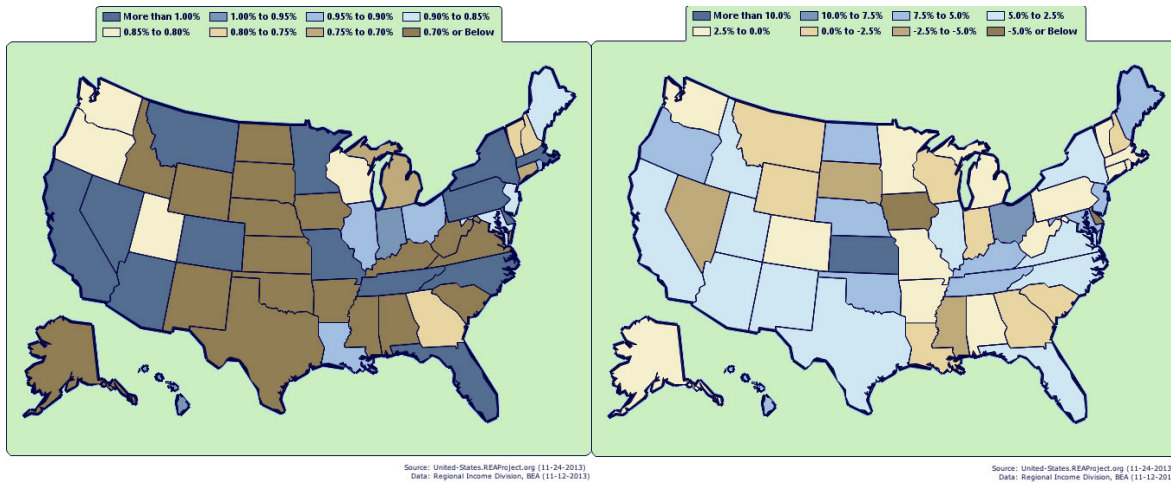 More than 1.00% 1.00% to 0.95% 0.95% to 0.90% 0.90% to 0.85%
0.85% to 0.80% 0.80% to 0.75% 0.75% to 0.70% 0.70% or Below
Source: United-States.REAProject.org (11-24-2013)
Data: Regional Income Division, BEA (11-12-2013)
More than 10.0% 10.0% to 7.5% 7.5% to 5.0% 5.0% to 2.5%
2.5% to 0.0% 0.0% to -2.5% -2.5% to -5.0% -5.0% or Below
Source: United-States.REAProject.org (11-24-2013
Data: Regional Income Division, BEA (11-12-201